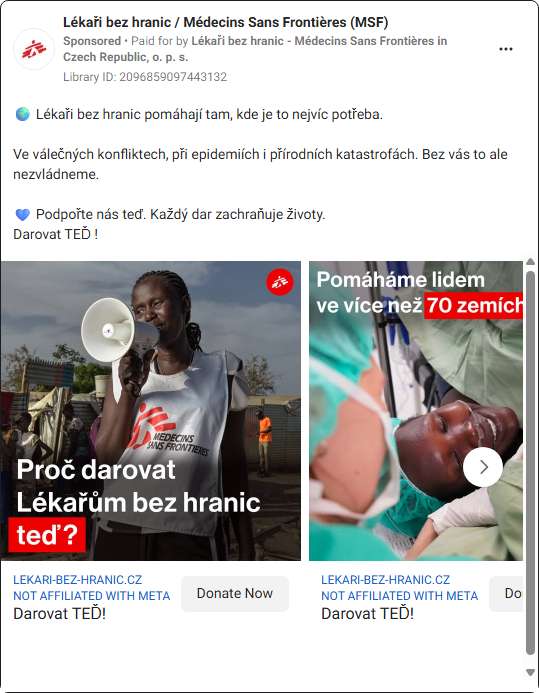 Lékaři bez hranic / Médecins Sans Frontières (MSF)
Sponsored • Paid for by Lékaři bez hranic - Médecins Sans Frontières in
Czech Republic, o. p. s.
Library ID: 2096859097443132
🌍 Lékaři bez hranic pomáhají tam, kde je to nejvíc potřeba.
Ve válečných konfliktech, při epidemiích i přírodních katastrofách. Bez vás to ale
nezvládneme.
💙 Podpořte nás teď. Každý dar zachraňuje životy.
Darovat TEĎ !
MEDECINS
SANS FRONTIERES
Proč darovat
Lékařům bez hranic
teď?
LEKARI-BEZ-HRANIC.CZ
NOT AFFILIATED WITH META
Darovat TEĎ!
Donate Now
Pomáháme lidem
ve více než 70 zemích
LEKARI-BEZ-HRANIC.CZ
NOT AFFILIATED WITH META
Darovat TEĎ!
Do